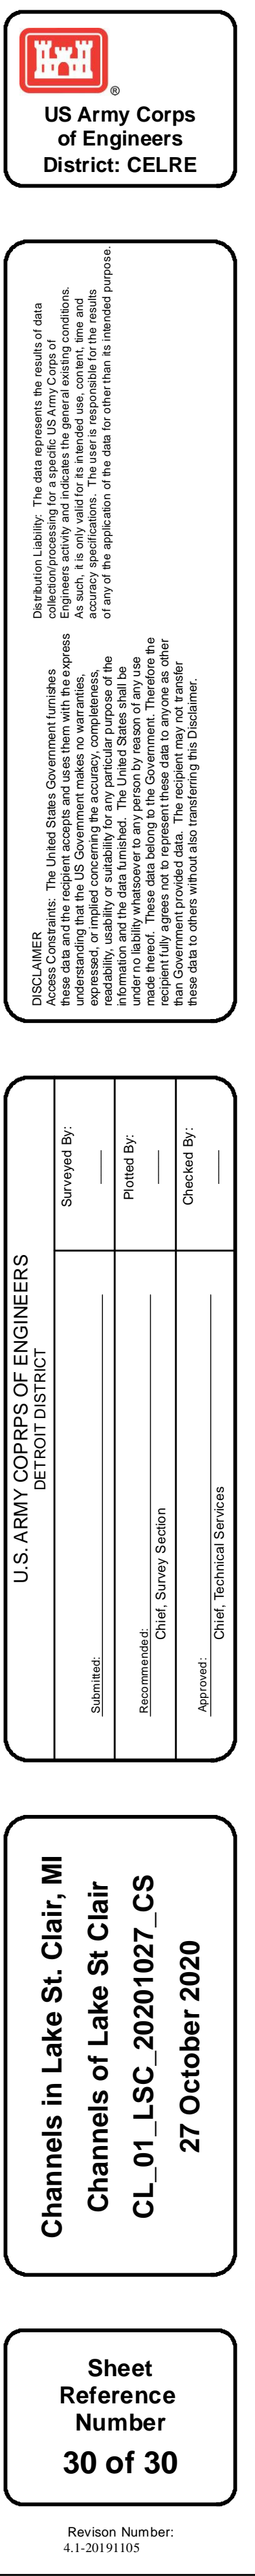 ®
US Army Corps
of Engineers
District: CELRE
DISCLAIMER
Access Constraints: The United States Government furnishes
these data and the recipient accepts and uses them with the express
understanding that the US Government makes no warranties,
expressed, or implied concerning the accuracy, completeness,
readability, usability or suitability for any particular purpose of the
information and the data furnished. The United States shall be
under no liability whatsoever to any person by reason of any use
made thereof. These data belong to the Government. Therefore the
recipient fully agrees not to represent these data to anyone as other
than Government provided data. The recipient may not transfer
these data to others without also transferring this Disclaimer.
Distribution Liability: The data represents the results of data
collection/processing for a specific US Army Corps of
Engineers activity and indicates the general existing conditions.
As such, it is only valid for its intended use, content, time and
accuracy specifications. The user is responsible for the results
of any of the application of the data for other than its intended purpose.
U.S. ARMY COPRPS OF ENGINEERS
DETROIT DISTRICT
Submitted:
Surveyed By:
Recommended:
Chief, Survey Section
Plotted By:
Approved:
Chief, Technical Services
Checked By:
Channels in Lake St. Clair, MI
Channels of Lake St Clair
CL_01_LSC_20201027_CS
27 October 2020
Sheet
Reference
Number
30 of 30
Revison Number:
4.1-20191105